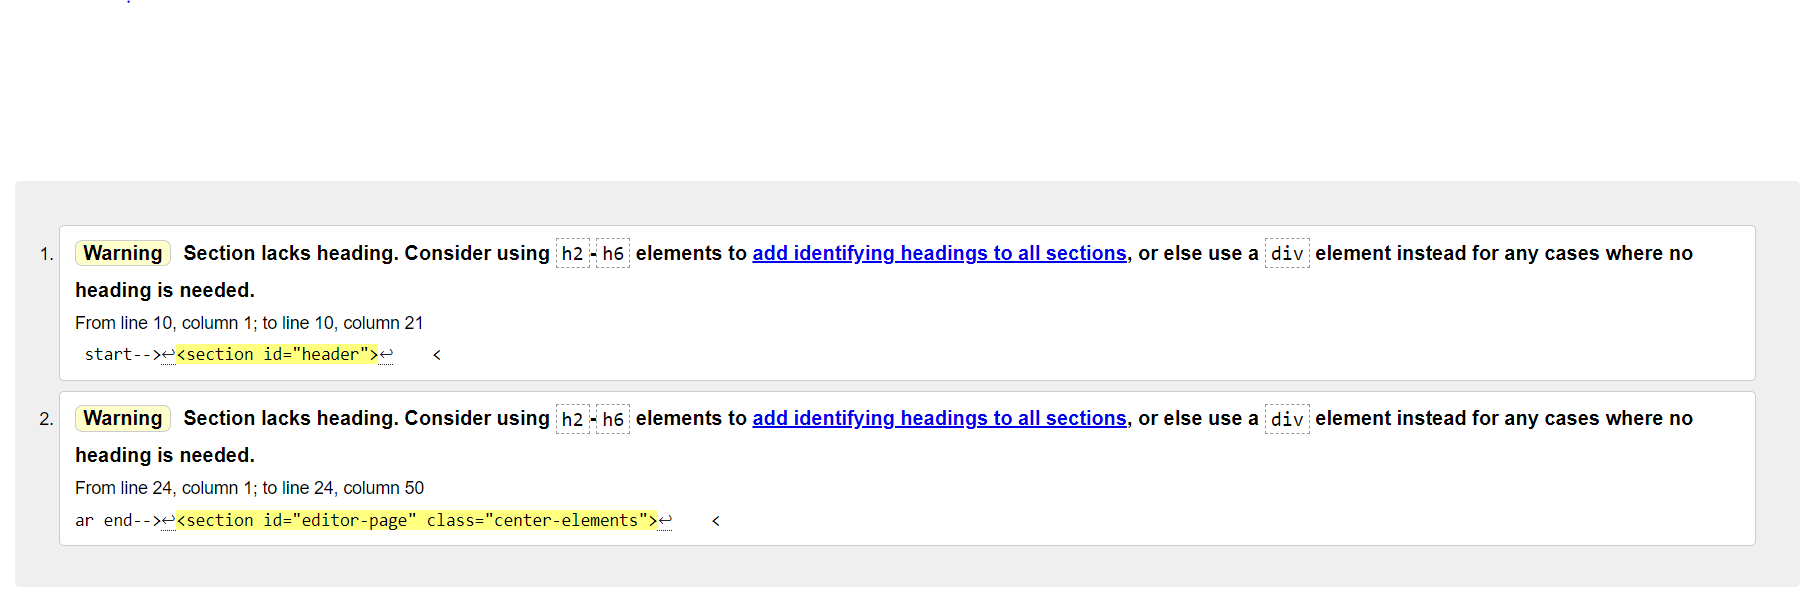 1. Warning Section lacks heading. Consider using h2-h6 elements to add identifying headings to all sections, or else use a div element instead for any cases where no
heading is needed.
From line 10, column 1; to line 10, column 21
start-->↩<section id="header">↩ <
2. Warning Section lacks heading. Consider using h2-h6 elements to add identifying headings to all sections, or else use a div element instead for any cases where no
heading is needed.
From line 24, column 1; to line 24, column 50
ar end-->↩<section id="editor-page" class="center-elements">↩ <